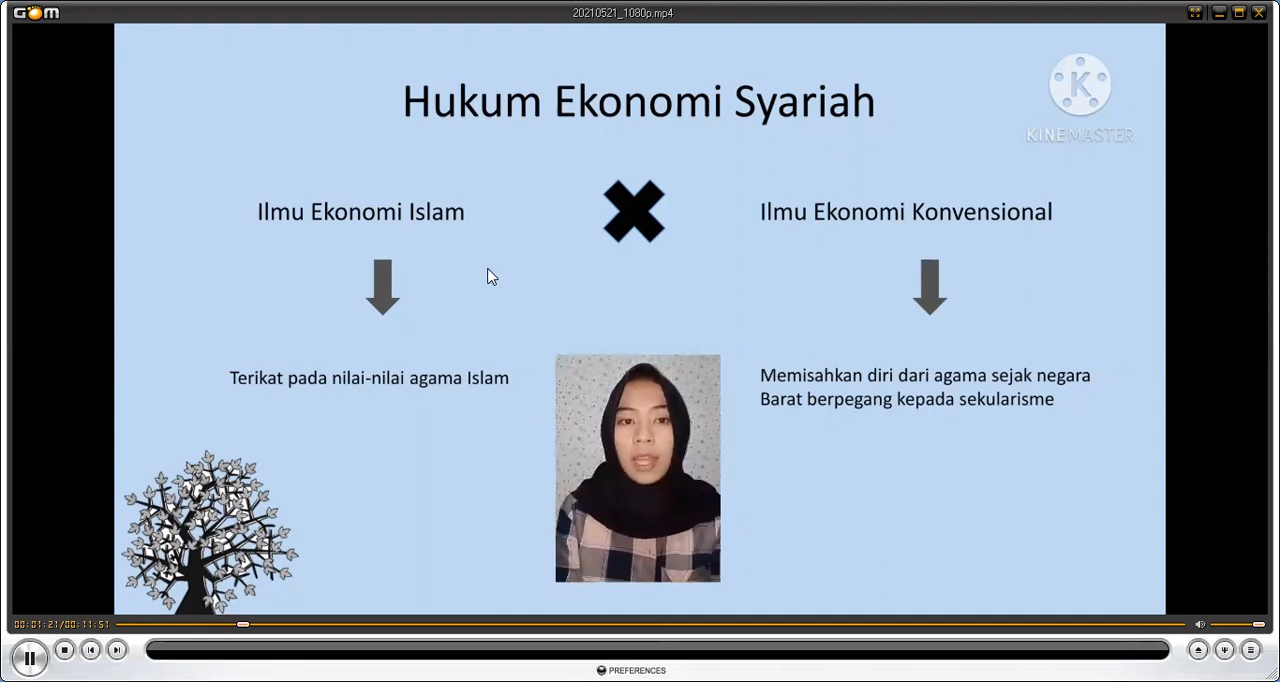 GOM
20210521_1080p.mp4
Hukum Ekonomi Syariah
K
KINEMASTER
Ilmu Ekonomi Islam
Ilmu Ekonomi Konvensional
Terikat pada nilai-nilai agama Islam
Memisahkan diri dari agama sejak negara
Barat berpegang kepada sekularisme
00:01:21/00:11:51
PREFERENCES